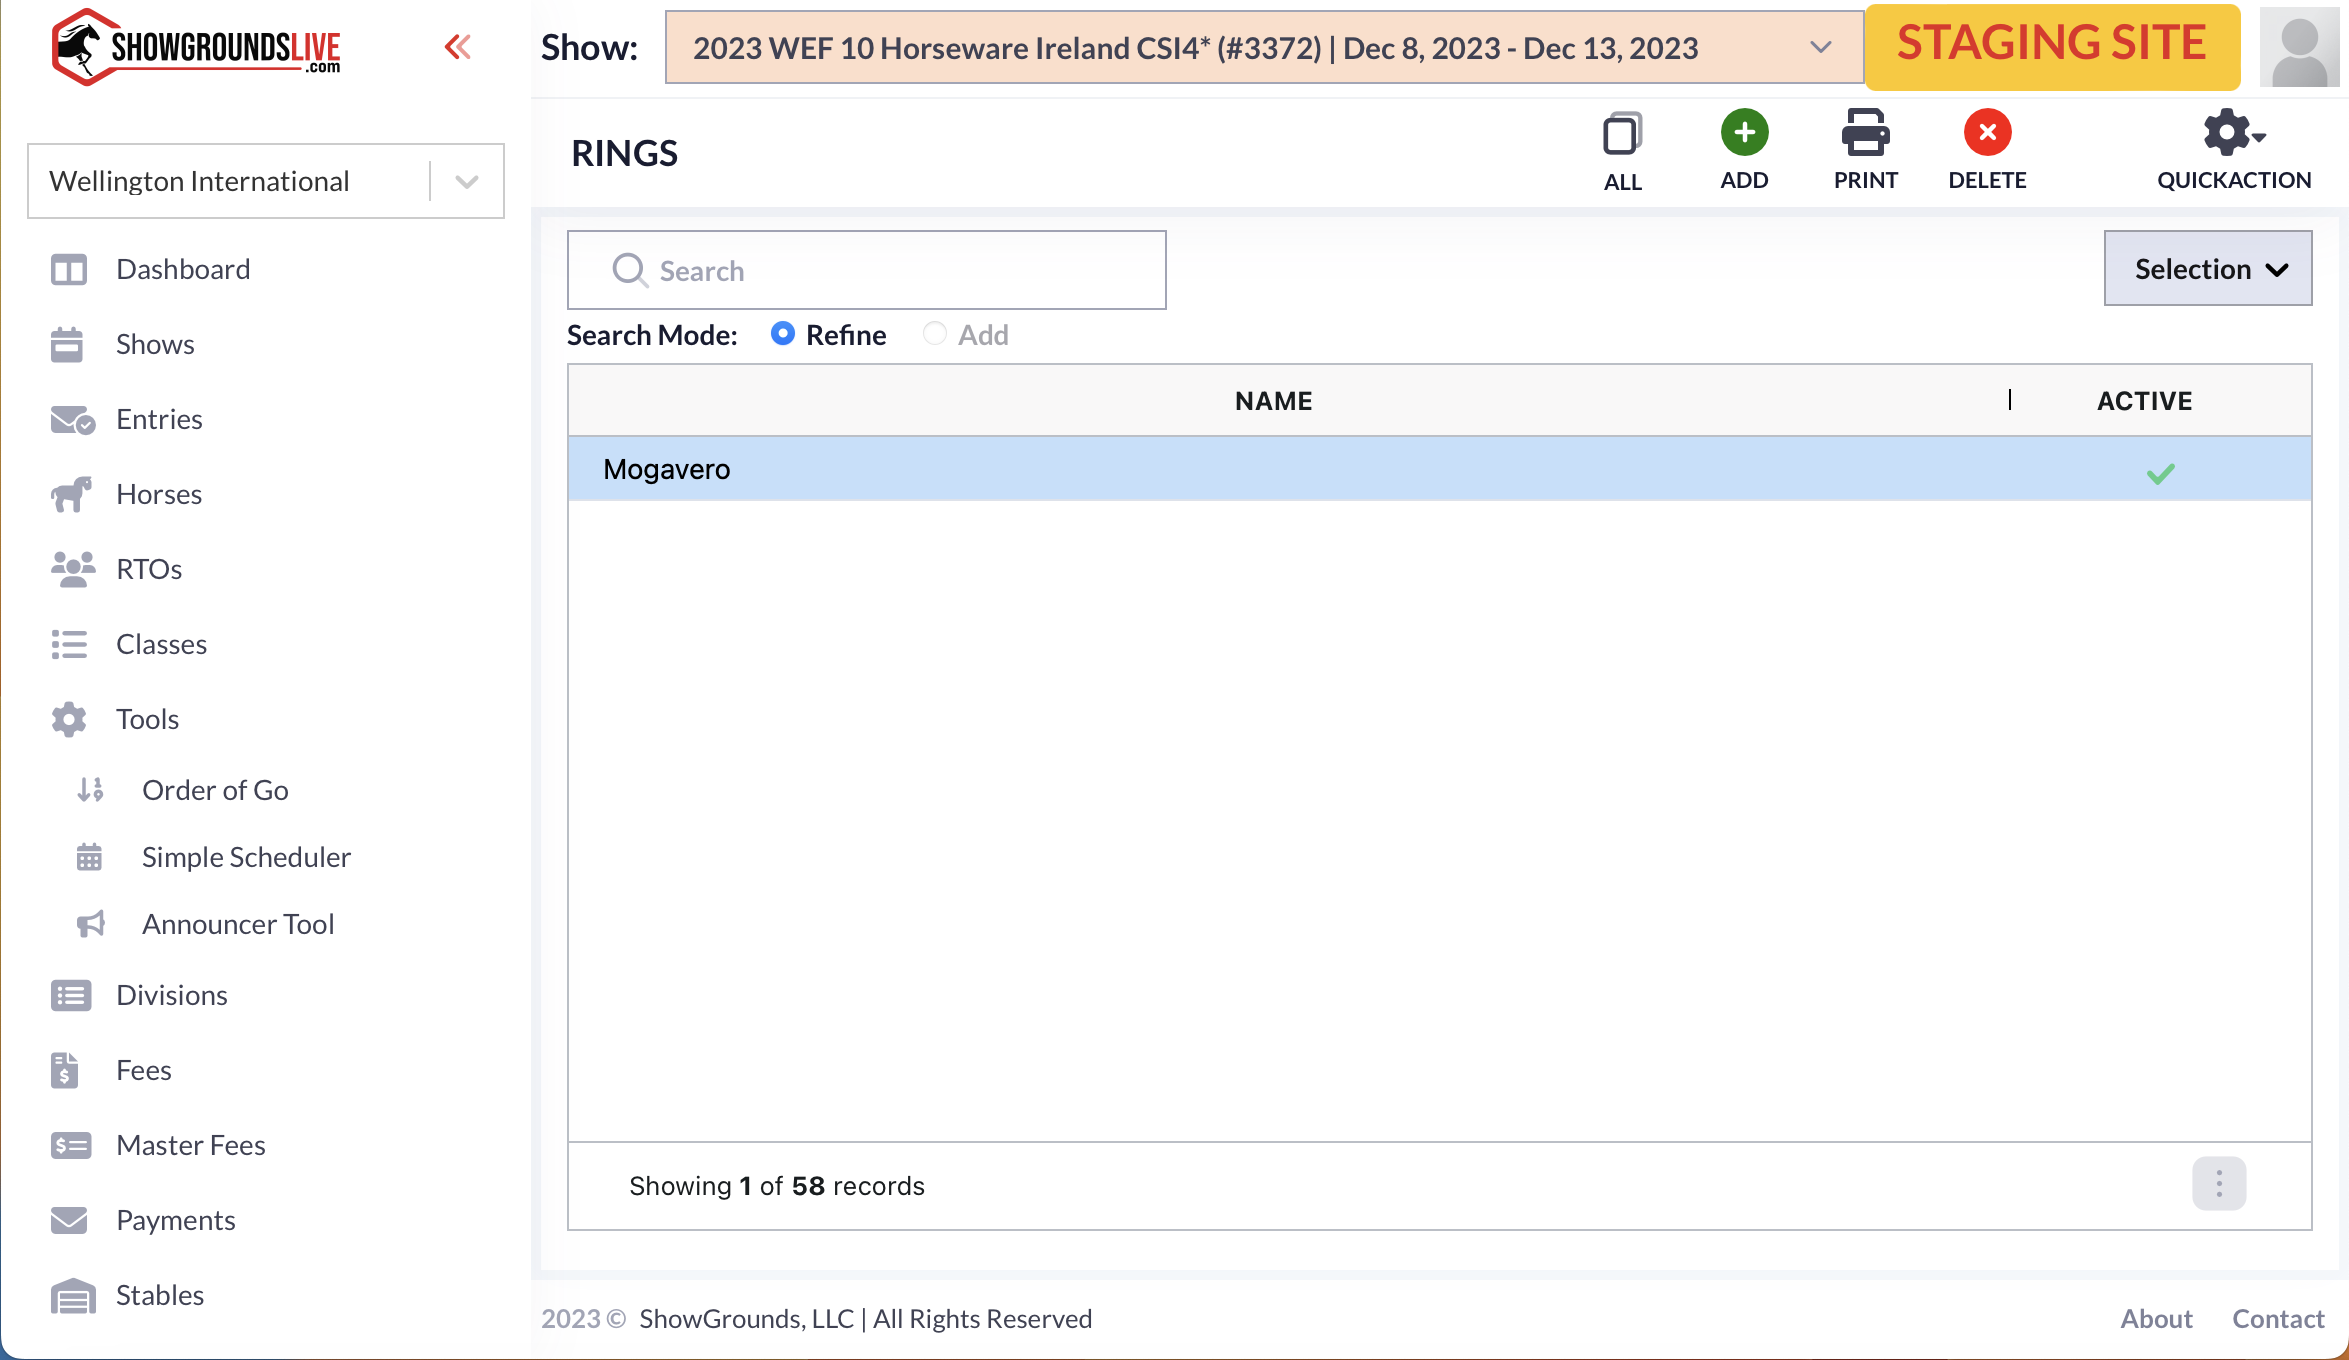 SHOWGROUNDSLIVE
.com
Show:
2023 WEF 10 Horseware Ireland CSI4* (#3372) | Dec 8, 2023 - Dec 13, 2023
STAGING SITE
Wellington International
RINGS
ALL
ADD
PRINT
DELETE
QUICKACTION
Dashboard
Shows
Entries
Horses
RTOs
Classes
Tools
Order of Go
Simple Scheduler
Announcer Tool
Divisions
Fees
Master Fees
Payments
Stables
Search
Selection
Search Mode: Refine Add
NAME ACTIVE
Mogavero
Showing 1 of 58 records
2023 © ShowGrounds, LLC | All Rights Reserved
About Contact